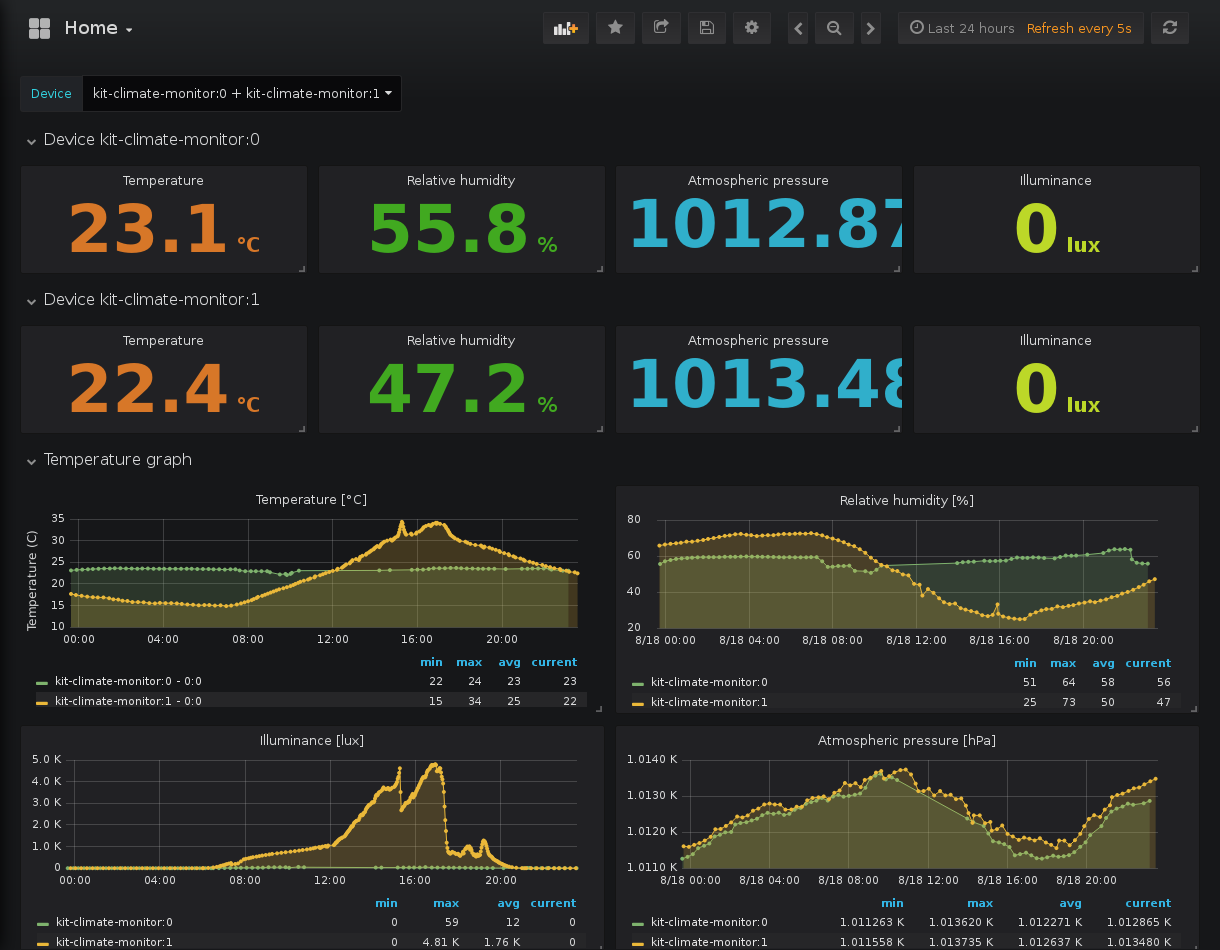 Home
Last 24 hours Refresh every 5s
Device kit-climate-monitor:0 + kit-climate-monitor:1
Device kit-climate-monitor:0
Temperature Relative humidity Atmospheric pressure Illuminance
23.1 °C 55.8 % 1012.87 0 lux
Device kit-climate-monitor:1
Temperature Relative humidity Atmospheric pressure Illuminance
22.4 °C 47.2 % 1013.48 0 lux
Temperature graph
Temperature [°C]
Temperature (C)
35
30
25
20
15
10
00:00 04:00 08:00 12:00 16:00 20:00
min max avg current
kit-climate-monitor:0 - 0:0 22 24 23 23
kit-climate-monitor:1 - 0:0 15 34 25 22
Relative humidity [%]
80
60
40
20
8/18 00:00 8/18 04:00 8/18 08:00 8/18 12:00 8/18 16:00 8/18 20:00
min max avg current
kit-climate-monitor:0 51 64 58 56
kit-climate-monitor:1 25 73 50 47
Illuminance [lux]
5.0 K
4.0 K
3.0 K
2.0 K
1.0 K
0
00:00 04:00 08:00 12:00 16:00 20:00
min max avg current
kit-climate-monitor:0 0 59 12 0
kit-climate-monitor:1 0 4.81 K 1.76 K 0
Atmospheric pressure [hPa]
1.0140 K
1.0130 K
1.0120 K
1.0110 K
8/18 00:00 8/18 04:00 8/18 08:00 8/18 12:00 8/18 16:00 8/18 20:00
min max avg current
kit-climate-monitor:0 1.011263 K 1.013620 K 1.012271 K 1.012865 K
kit-climate-monitor:1 1.011558 K 1.013735 K 1.012637 K 1.013480 K